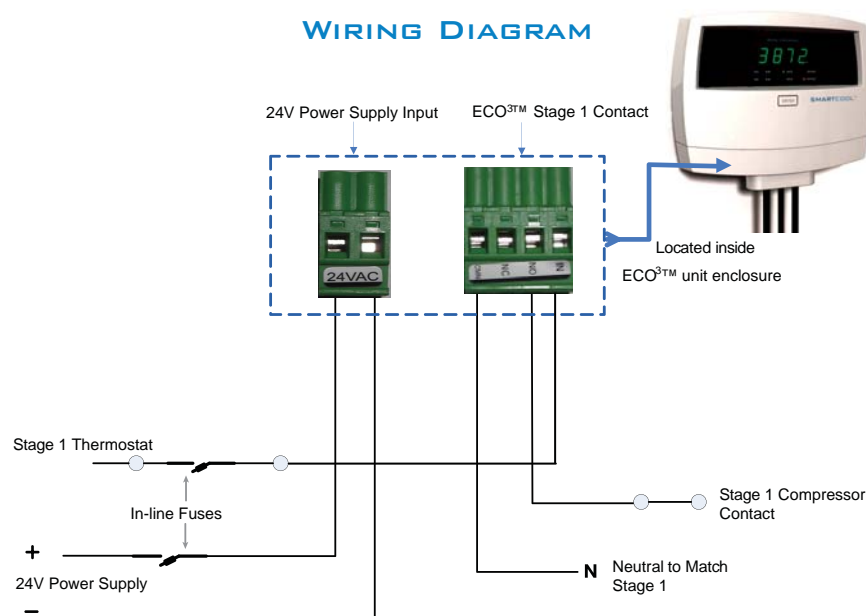 WIRING DIAGRAM
3872
SMARTCOOL
24V Power Supply Input
ECO³™ Stage 1 Contact
24VAC
CMN
NC
NO
IN
Located inside
ECO³™ unit enclosure
Stage 1 Thermostat
In-line Fuses
+
24V Power Supply
–
Stage 1 Compressor
Contact
N
Neutral to Match
Stage 1